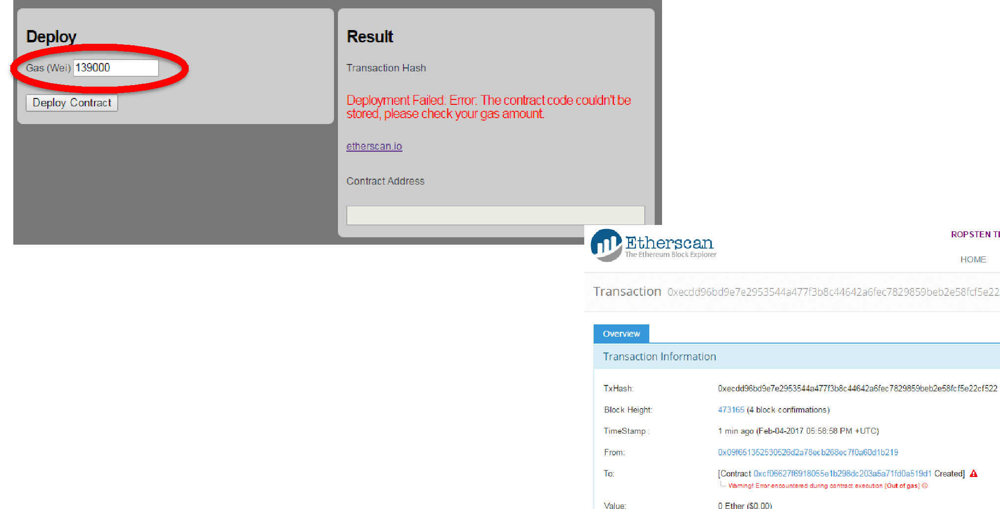 Deploy
Gas (Wei) 139000
Deploy Contract
Result
Transaction Hash
Deployment Failed: Error: The contract code couldn't be
stored, please check your gas amount.
etherscan.io
Contract Address
Etherscan
The Ethereum Block Explorer
ROPSTEN TE
HOME
Transaction 0xecdd96bd9e7e2953544a477f3b8c44642a6fec7829859beb2e58fcf5e22
Overview
Transaction Information
TxHash: 0xecdd96bd9e7e2953544a477f3b8c44642a6fec7829859beb2e58fcf5e22cf522
Block Height: 473165 (4 block confirmations)
TimeStamp : 1 min ago (Feb-04-2017 05:58:58 PM +UTC)
From: 0x09f651352530526d2a78ecb268ec7f0a60d1b219
To: [Contract 0xcf06627f6918055e1b298dc203a5a71fd0a519d1 Created]
Warning! Error encountered during contract execution [Out of gas]
Value: 0 Ether ($0.00)